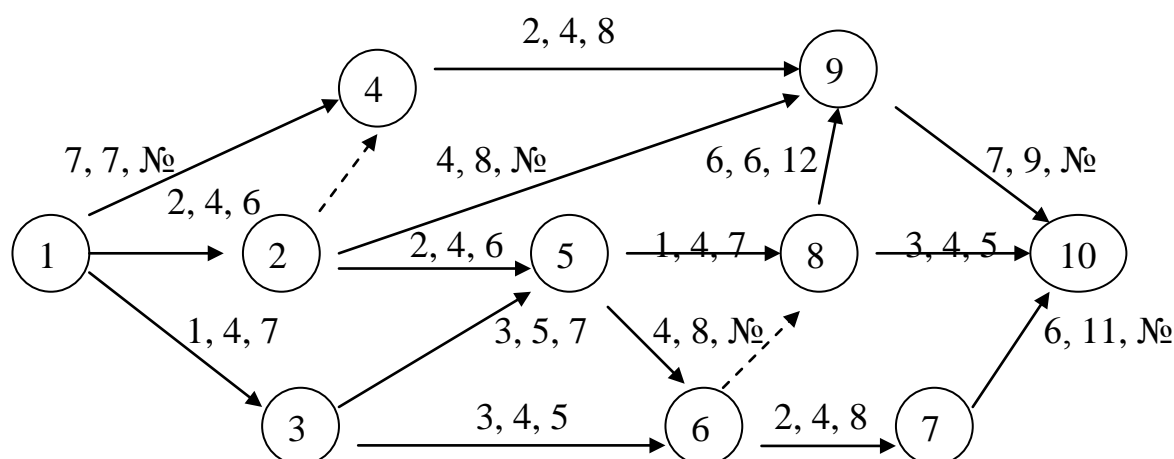 2, 4, 8
9
4
7, 7, №
4, 8, №
6, 6, 12
7, 9, №
2, 4, 6
1
2
2, 4, 6
5
1, 4, 7
8
3, 4, 5
10
1, 4, 7
3, 5, 7
4, 8, №
6, 11, №
3
3, 4, 5
6
2, 4, 8
7